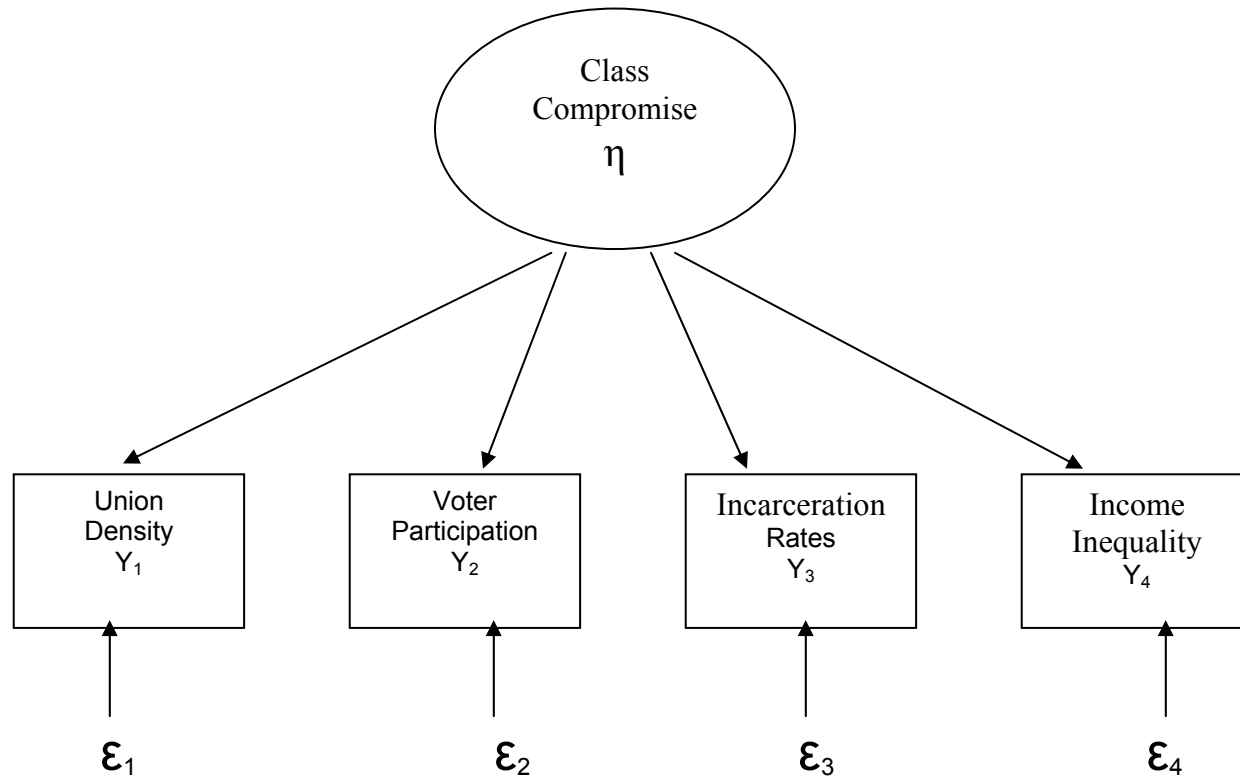 Class
Compromise
η
Union
Density
Y₁
Voter
Participation
Y₂
Incarceration
Rates
Y₃
Income
Inequality
Y₄
ε₁
ε₂
ε₃
ε₄